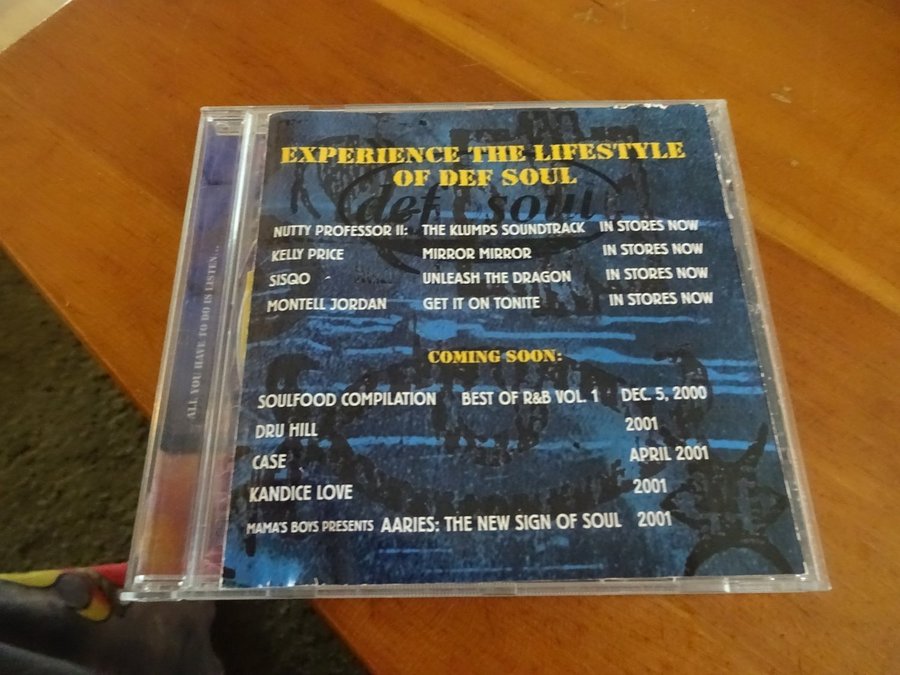 EXPERIENCE THE LIFESTYLE
OF DEF SOUL
def soul
NUTTY PROFESSOR II: THE KLUMPS SOUNDTRACK IN STORES NOW
KELLY PRICE MIRROR MIRROR IN STORES NOW
SISQO UNLEASH THE DRAGON IN STORES NOW
MONTELL JORDAN GET IT ON TONITE IN STORES NOW
COMING SOON:
SOULFOOD COMPILATION BEST OF R&B VOL. 1 DEC. 5, 2000
DRU HILL 2001
CASE APRIL 2001
KANDICE LOVE 2001
MAMA'S BOYS PRESENTS AARIES: THE NEW SIGN OF SOUL 2001
ALL YOU HAVE TO DO IS LISTEN...